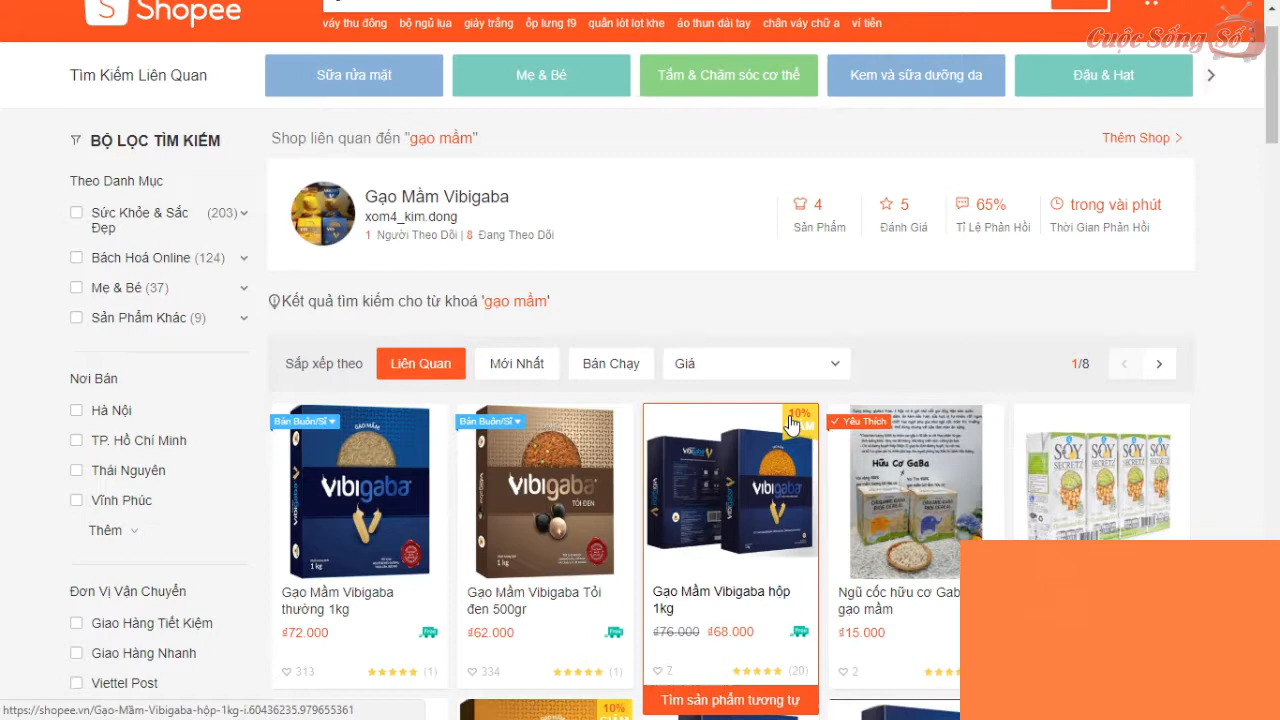 Shopee
váy thu đông bộ ngủ lụa giày trắng ốp lưng f9 quần lót lọt khe áo thun dài tay chân váy chữ a ví tiền
Cuộc Sống Số
Tìm Kiếm Liên Quan
Sữa rửa mặt
Mẹ & Bé
Tắm & Chăm sóc cơ thể
Kem và sữa dưỡng da
Đậu & Hạt
BỘ LỌC TÌM KIẾM
Theo Danh Mục
Sức Khỏe & Sắc Đẹp (203)
Bách Hoá Online (124)
Mẹ & Bé (37)
Sản Phẩm Khác (9)
Nơi Bán
Hà Nội
TP. Hồ Chí Minh
Thái Nguyên
Vĩnh Phúc
Thêm
Đơn Vị Vận Chuyển
Giao Hàng Tiết Kiệm
Giao Hàng Nhanh
Viettel Post
Shop liên quan đến "gạo mầm"
Thêm Shop >
Gạo Mầm Vibigaba
xom4_kim.dong
1 Người Theo Dõi | 8 Đang Theo Dõi
4
Sản Phẩm
5
Đánh Giá
65%
Tỉ Lệ Phản Hồi
trong vài phút
Thời Gian Phản Hồi
Kết quả tìm kiếm cho từ khoá 'gạo mầm'
Sắp xếp theo
Liên Quan
Mới Nhất
Bán Chạy
Giá
1/8
Bán Buôn/Sỉ
GẠO MẦM
Vibigaba
1 kg
Gạo Mầm Vibigaba
thường 1kg
₫72.000
313
(1)
Bán Buôn/Sỉ
Vibigaba
TỎI ĐEN
1 kg
Gạo Mầm Vibigaba Tỏi
đen 500gr
₫62.000
334
(1)
10%
Vibigaba
Gạo Mầm Vibigaba hộp
1kg
₫76.000 ₫68.000
7
(20)
Tìm sản phẩm tương tự
Yêu Thích
Hữu Cơ GaBa
Ngũ cốc hữu cơ Gab
gạo mầm
₫15.000
2
SOY
SECRETZ
10%
GIẢM
https://shopee.vn/Gạo-Mầm-Vibigaba-hộp-1kg-i.60436235.979655361